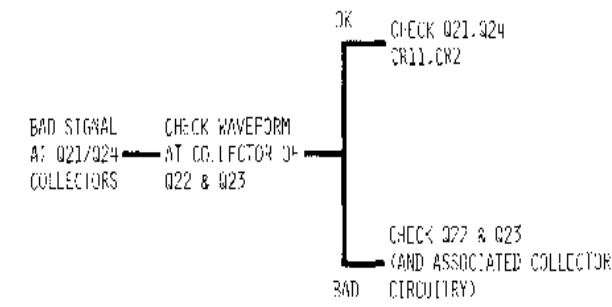 OK
CHECK Q21,Q24
CR11,CR2
BAD SIGNAL
AT Q21/Q24
COLLECTORS
CHECK WAVEFORM
AT COLLECTOR OF
Q22 & Q23
CHECK Q22 & Q23
(AND ASSOCIATED COLLECTOR
BAD
CIRCUITRY)